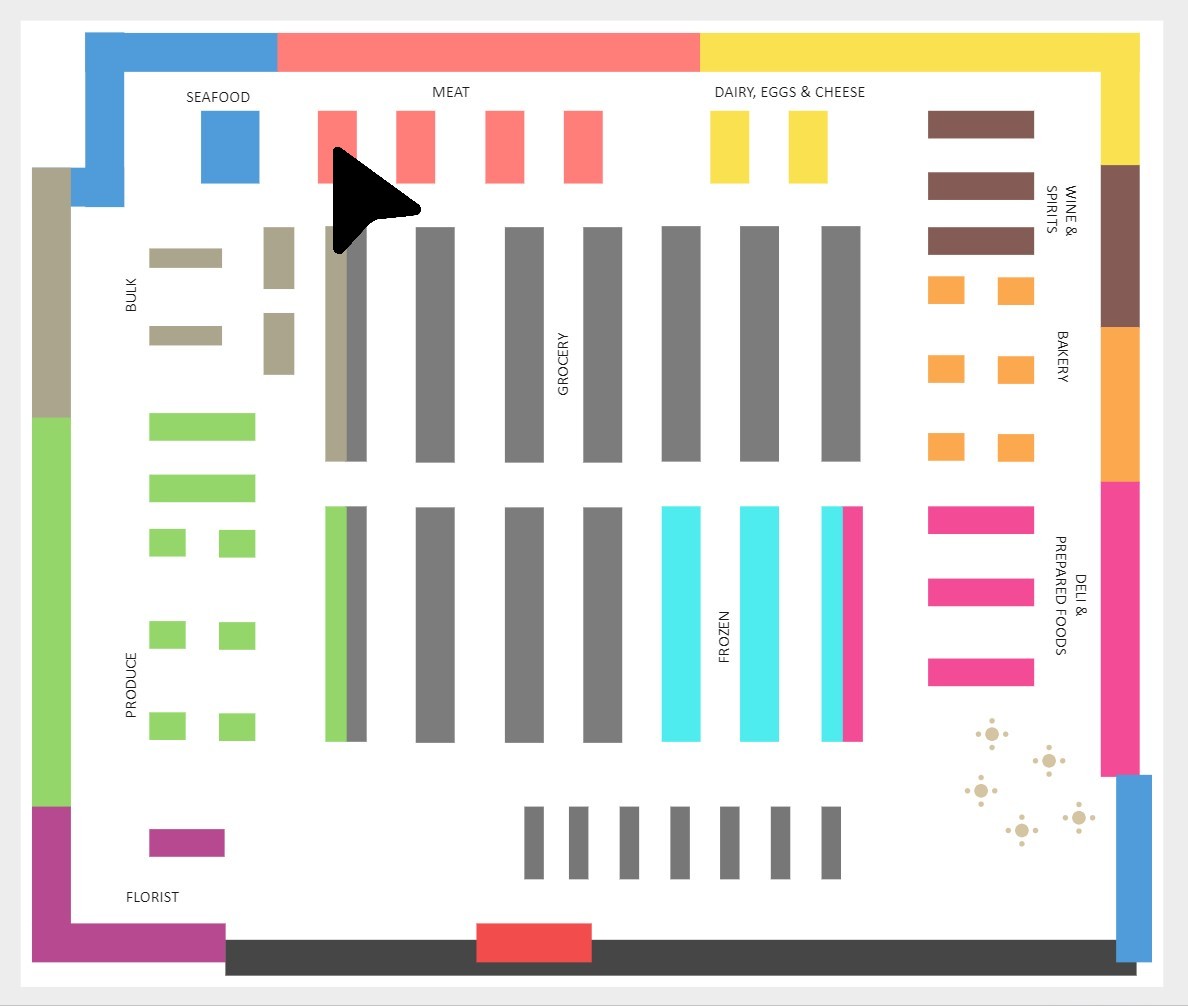 SEAFOOD
MEAT
DAIRY, EGGS & CHEESE
WINE &
SPIRITS
BULK
GROCERY
BAKERY
DELI &
PREPARED FOODS
FROZEN
PRODUCE
FLORIST